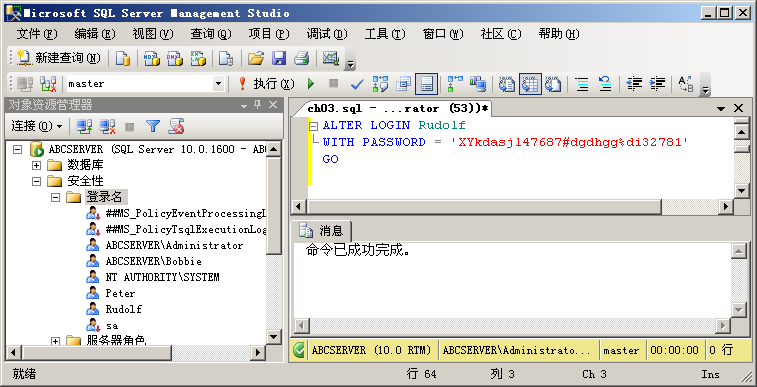 Microsoft SQL Server Management Studio
文件(F) 编辑(E) 视图(V) 查询(Q) 项目(P) 调试(D) 工具(T) 窗口(W) 社区(C) 帮助(H)
新建查询(N)
master 执行(X)
对象资源管理器
连接(O)
ABCSERVER (SQL Server 10.0.1600 - AB
数据库
安全性
登录名
##MS_PolicyEventProcessingL
##MS_PolicyTsqlExecutionLog
ABCSERVER\Administrator
ABCSERVER\Bobbie
NT AUTHORITY\SYSTEM
Peter
Rudolf
sa
服务器角色
ch03.sql - ...rator (53))*
ALTER LOGIN Rudolf
WITH PASSWORD = 'XYkdasjl47687#dgdhgg%di32781'
GO
消息
命令已成功完成。
ABCSERVER (10.0 RTM) ABCSERVER\Administrato... master 00:00:00 0 行
就绪 行 64 列 3 Ch 3 Ins